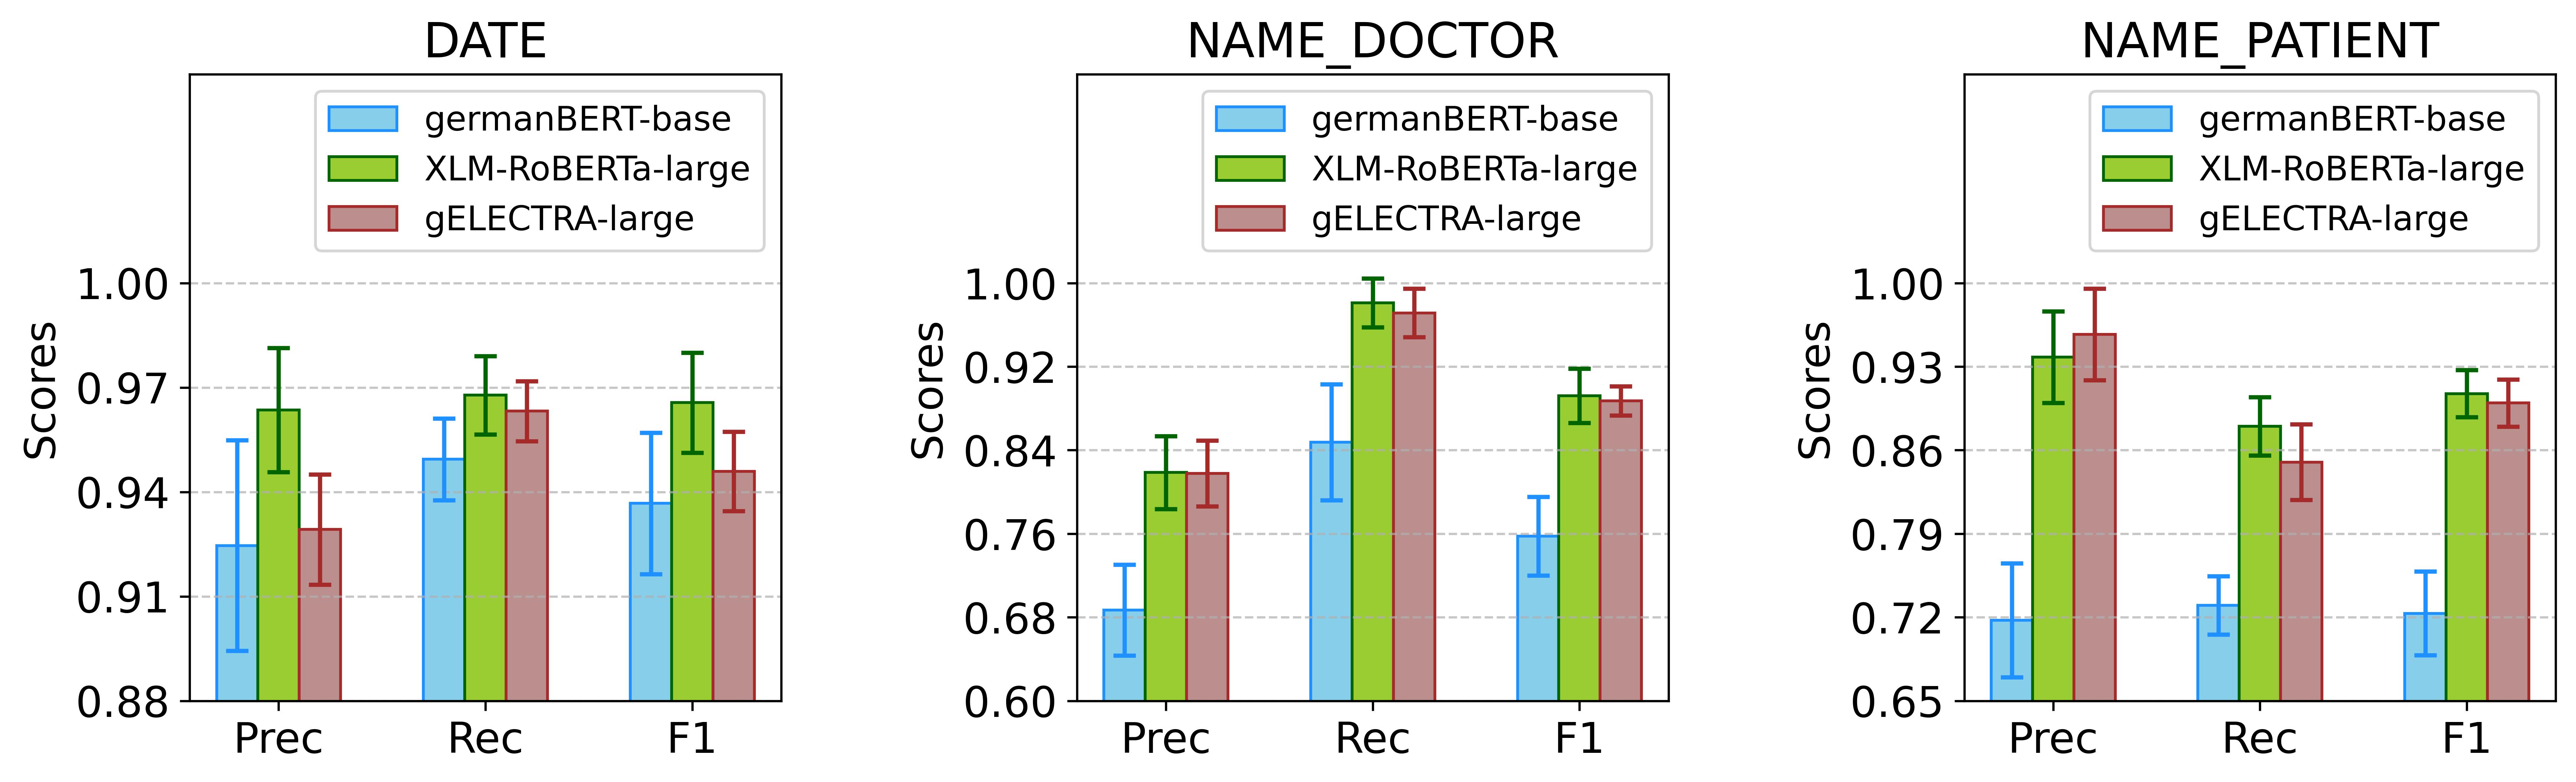 DATE
germanBERT-base
XLM-RoBERTa-large
gELECTRA-large
Scores
1.00
0.97
0.94
0.91
0.88
Prec Rec F1
NAME_DOCTOR
germanBERT-base
XLM-RoBERTa-large
gELECTRA-large
Scores
1.00
0.92
0.84
0.76
0.68
0.60
Prec Rec F1
NAME_PATIENT
germanBERT-base
XLM-RoBERTa-large
gELECTRA-large
Scores
1.00
0.93
0.86
0.79
0.72
0.65
Prec Rec F1